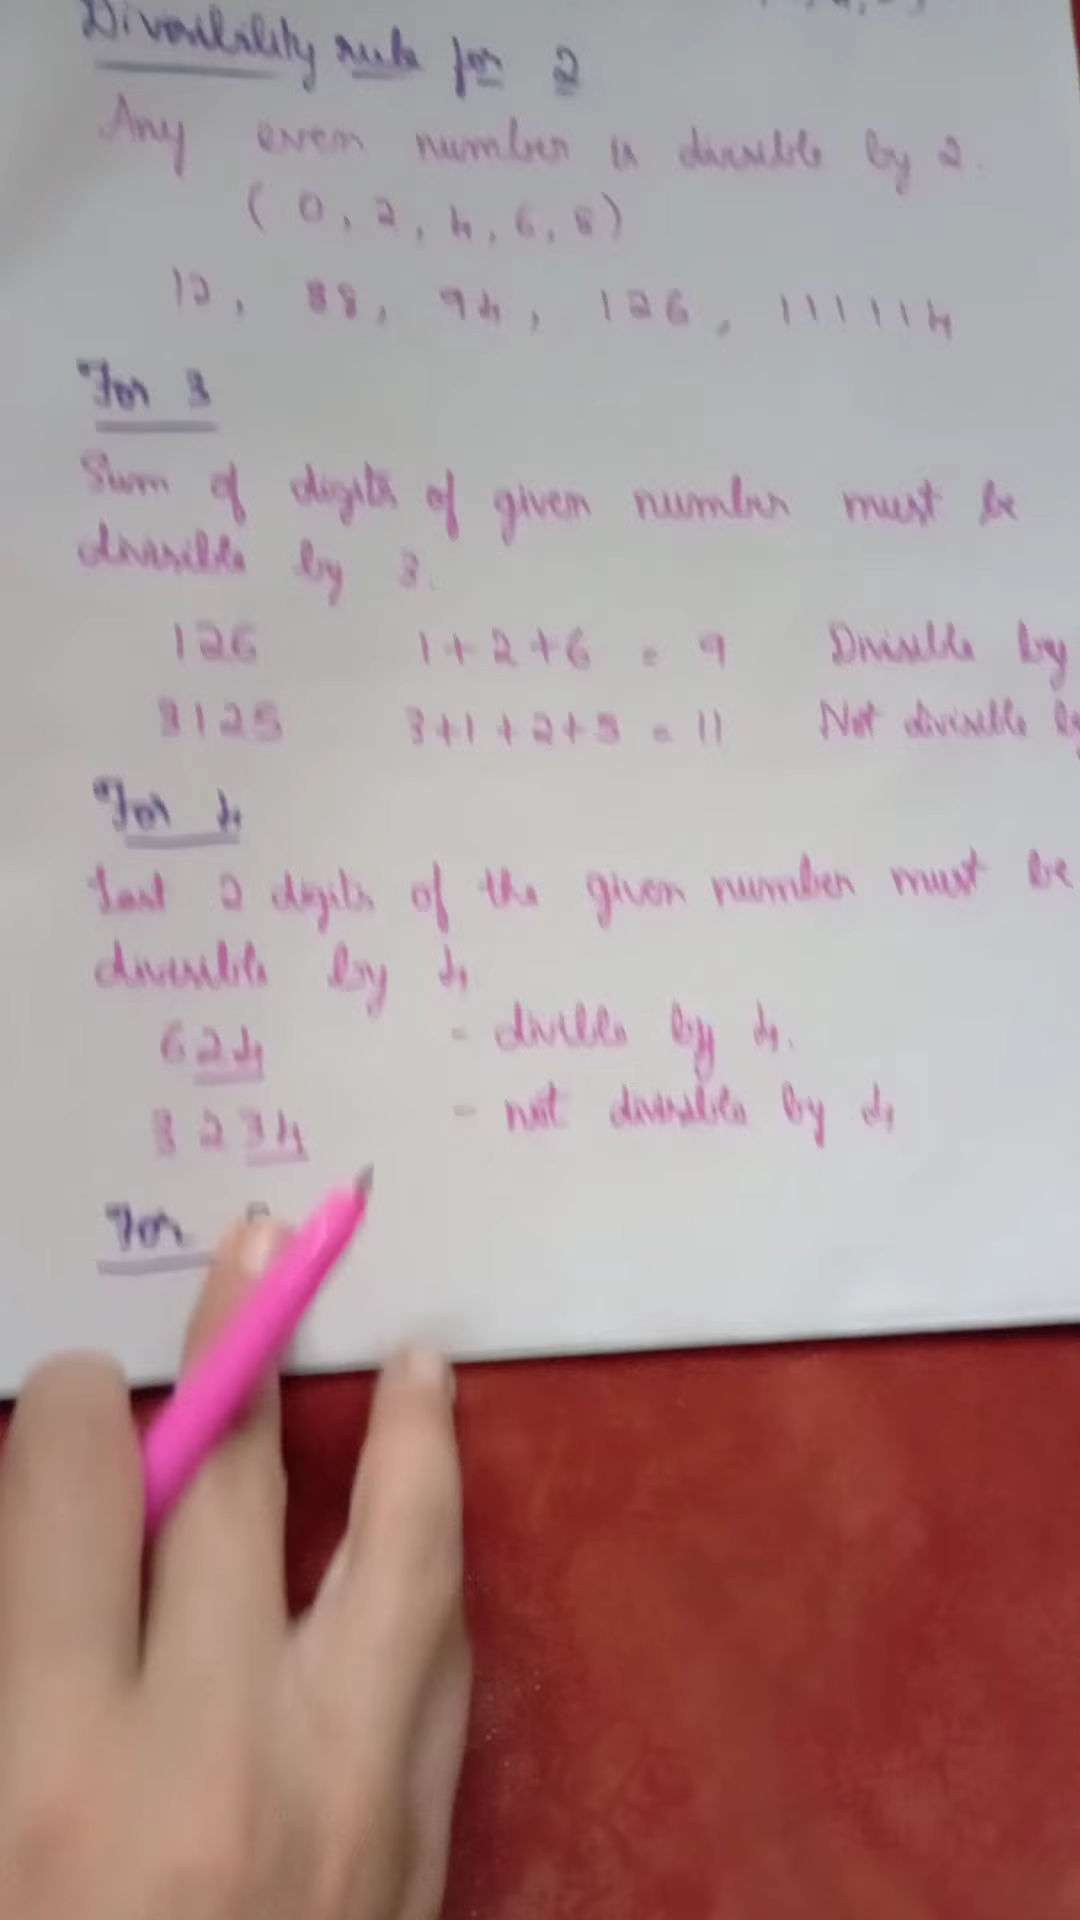 Divisibility rule for 2
Any even number is divisible by 2.
(0, 2, 4, 6, 8)
12, 88, 94, 126, 111114
For 3
Sum of digits of given number must be
divisible by 3.
126 1+2+6 = 9 Divisible by
3125 3+1+2+5 = 11 Not divisible
For 4
Last 2 digits of the given number must be
divisible by 4
624 - divible by 4.
3234 - not divisible by 4
For